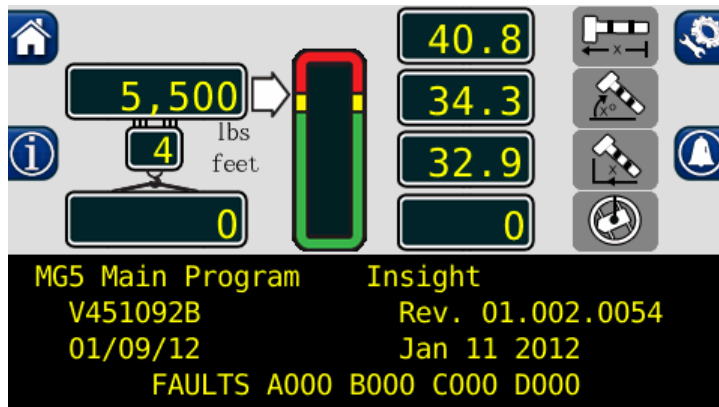 40.8
5,500
34.3
lbs
4
feet
32.9
0
0
x
x°
x
i
MG5 Main Program Insight
V451092B Rev. 01.002.0054
01/09/12 Jan 11 2012
FAULTS A000 B000 C000 D000